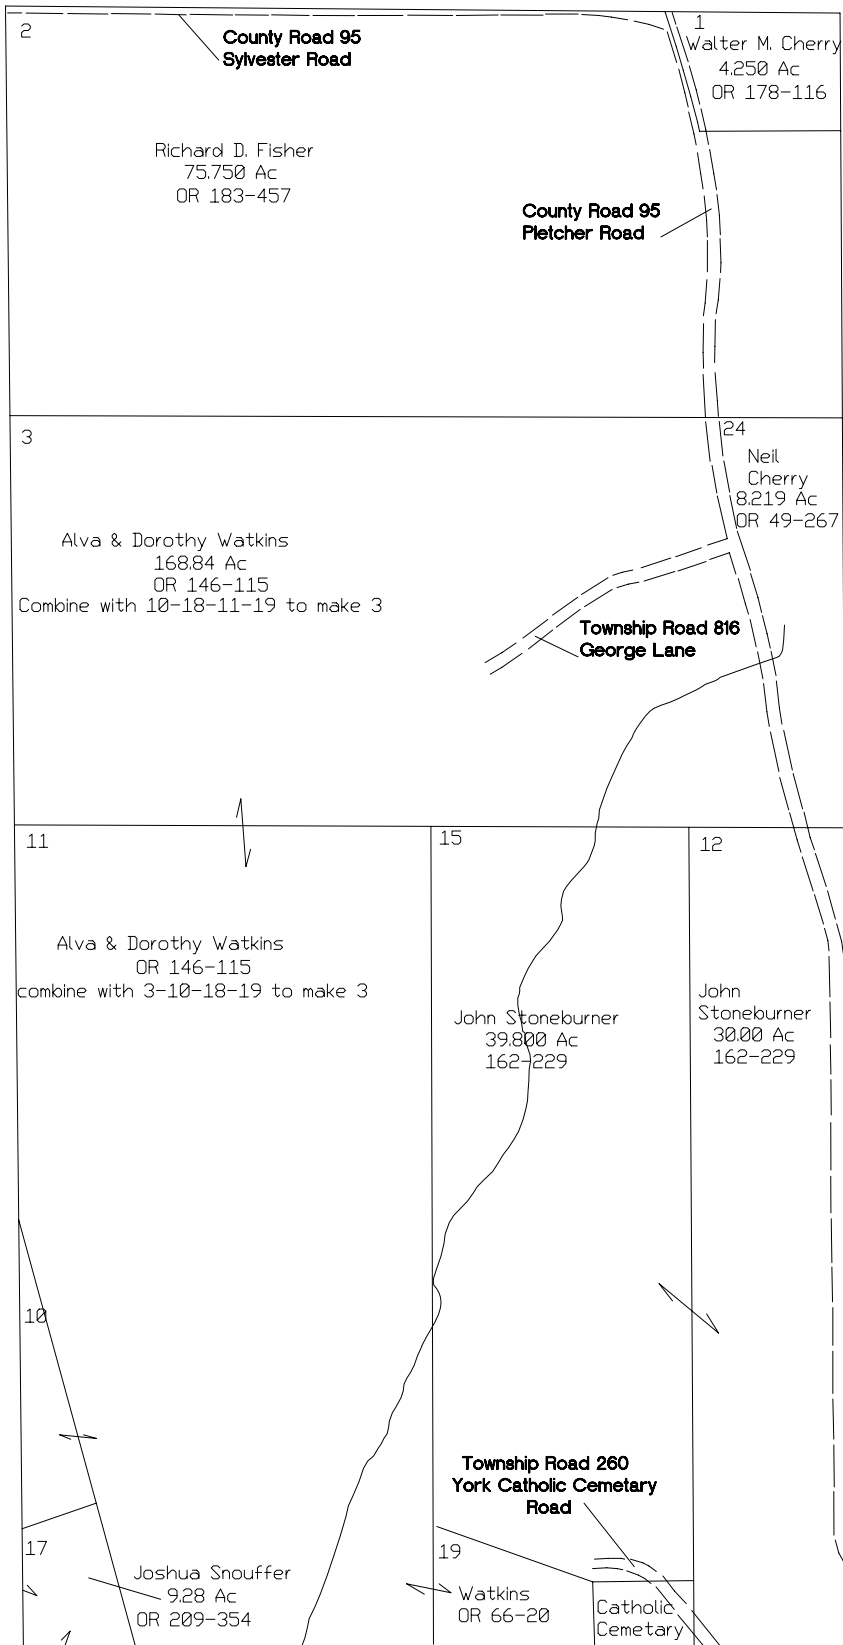 2
County Road 95
Sylvester Road
1
Walter M. Cherry
4.250 Ac
OR 178-116
Richard D. Fisher
75.750 Ac
OR 183-457
County Road 95
Pletcher Road
3
24
Neil
Cherry
8.219 Ac
OR 49-267
Alva & Dorothy Watkins
168.84 Ac
OR 146-115
Combine with 10-18-11-19 to make 3
Township Road 816
George Lane
11
15
12
Alva & Dorothy Watkins
OR 146-115
combine with 3-10-18-19 to make 3
John Stoneburner
39.800 Ac
162-229
John
Stoneburner
30.00 Ac
162-229
10
Township Road 260
York Catholic Cemetary
Road
17
Joshua Snouffer
9.28 Ac
OR 209-354
19
Watkins
OR 66-20
Catholic
Cemetary